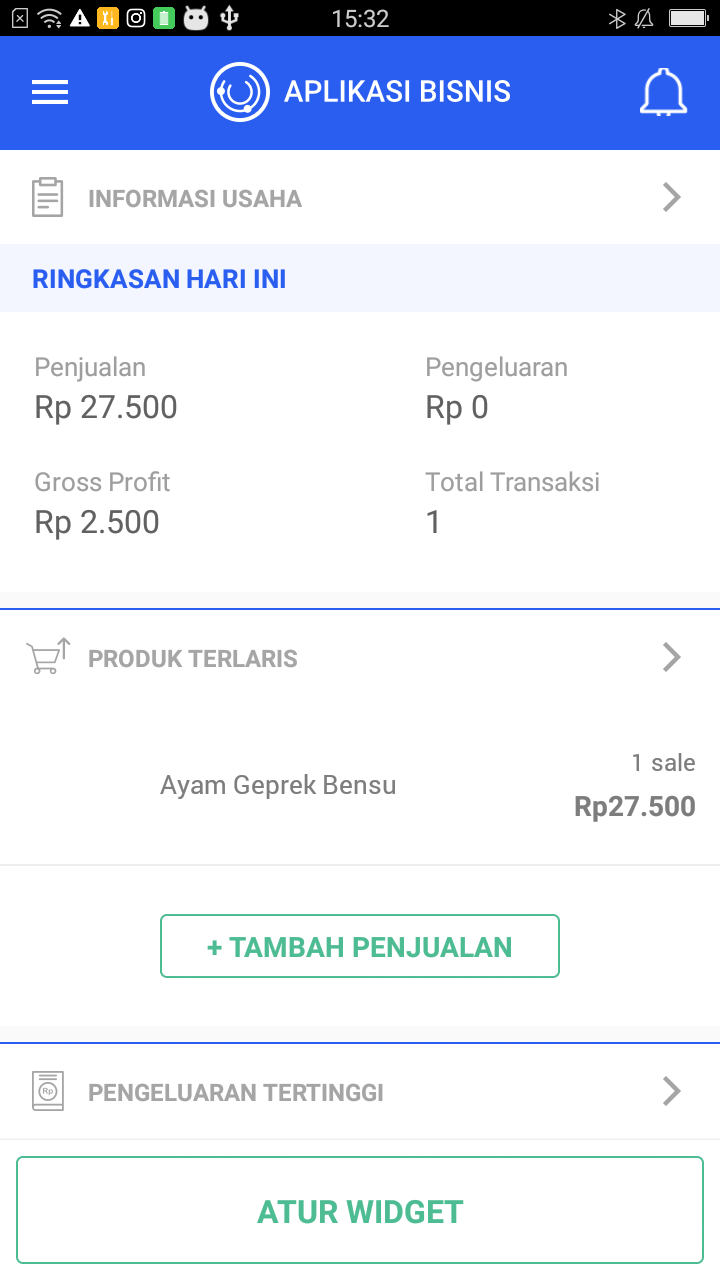 15:32
APLIKASI BISNIS
INFORMASI USAHA
RINGKASAN HARI INI
Penjualan
Rp 27.500
Pengeluaran
Rp 0
Gross Profit
Rp 2.500
Total Transaksi
1
PRODUK TERLARIS
1 sale
Ayam Geprek Bensu
Rp27.500
+ TAMBAH PENJUALAN
Rp
PENGELUARAN TERTINGGI
ATUR WIDGET